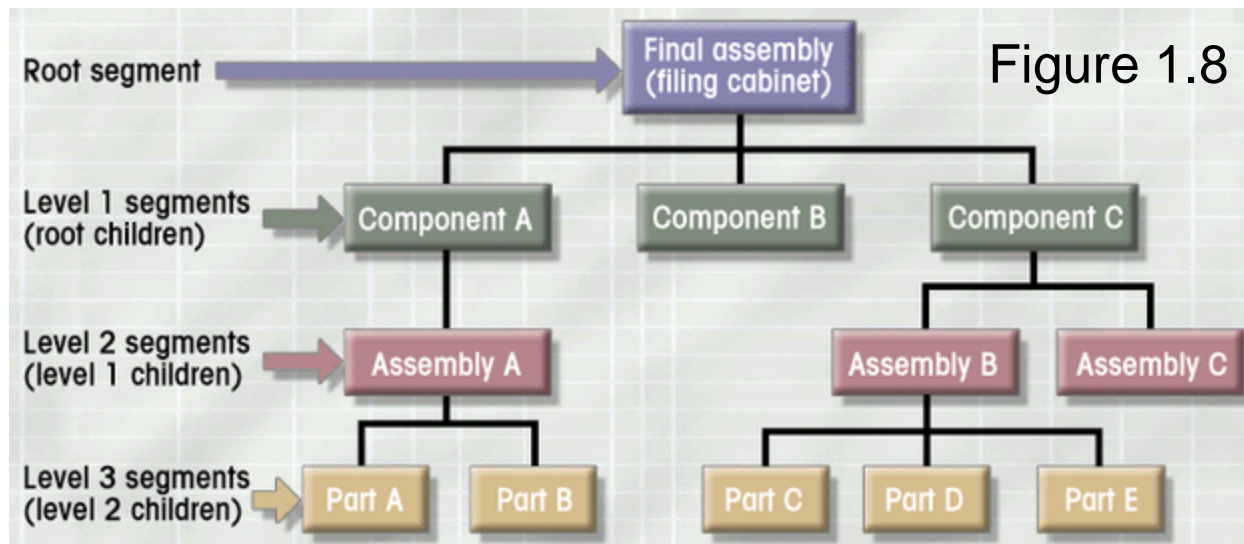 Figure 1.8
Root segment
Final assembly
(filing cabinet)
Level 1 segments
(root children)
Component A
Component B
Component C
Level 2 segments
(level 1 children)
Assembly A
Assembly B
Assembly C
Level 3 segments
(level 2 children)
Part A
Part B
Part C
Part D
Part E